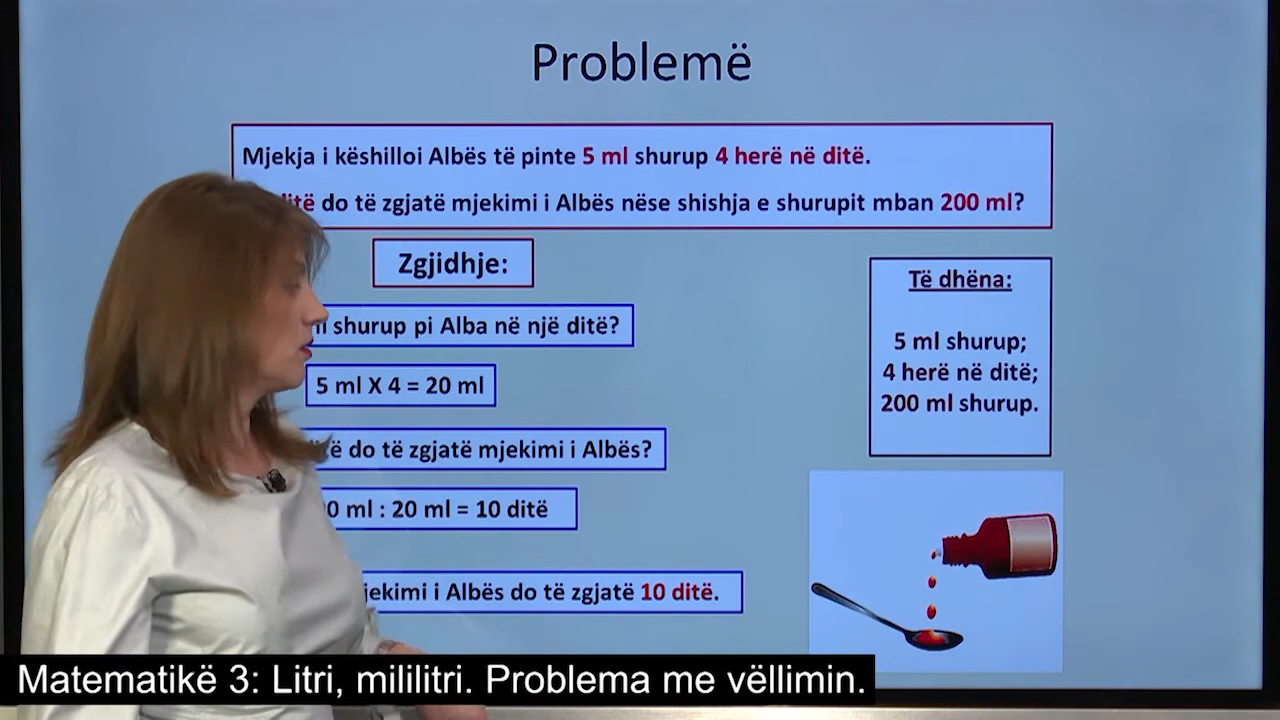 Problemë
Mjekja i këshilloi Albës të pinte 5 ml shurup 4 herë në ditë.
ditë do të zgjatë mjekimi i Albës nëse shishja e shurupit mban 200 ml?
Zgjidhje:
Të dhëna:
shurup pi Alba në një ditë?
5 ml shurup;
4 herë në ditë;
200 ml shurup.
5 ml X 4 = 20 ml
do të zgjatë mjekimi i Albës?
ml : 20 ml = 10 ditë
i Albës do të zgjatë 10 ditë.
Matematikë 3: Litri, mililitri. Problema me vëllimin.